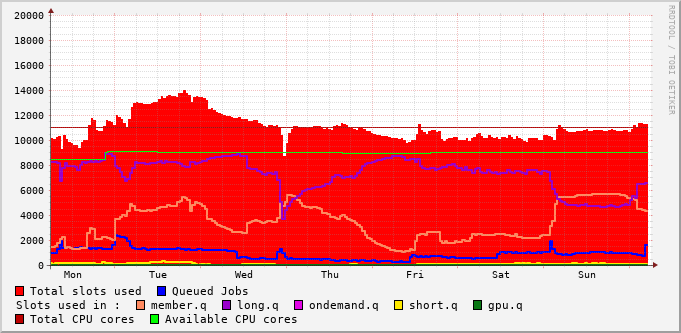 RRDTOOL / TOBI OETIKER
20000
18000
16000
14000
12000
10000
8000
6000
4000
2000
0
Mon Tue Wed Thu Fri Sat Sun
Total slots used Queued Jobs
Slots used in : member.q long.q ondemand.q short.q gpu.q
Total CPU cores Available CPU cores